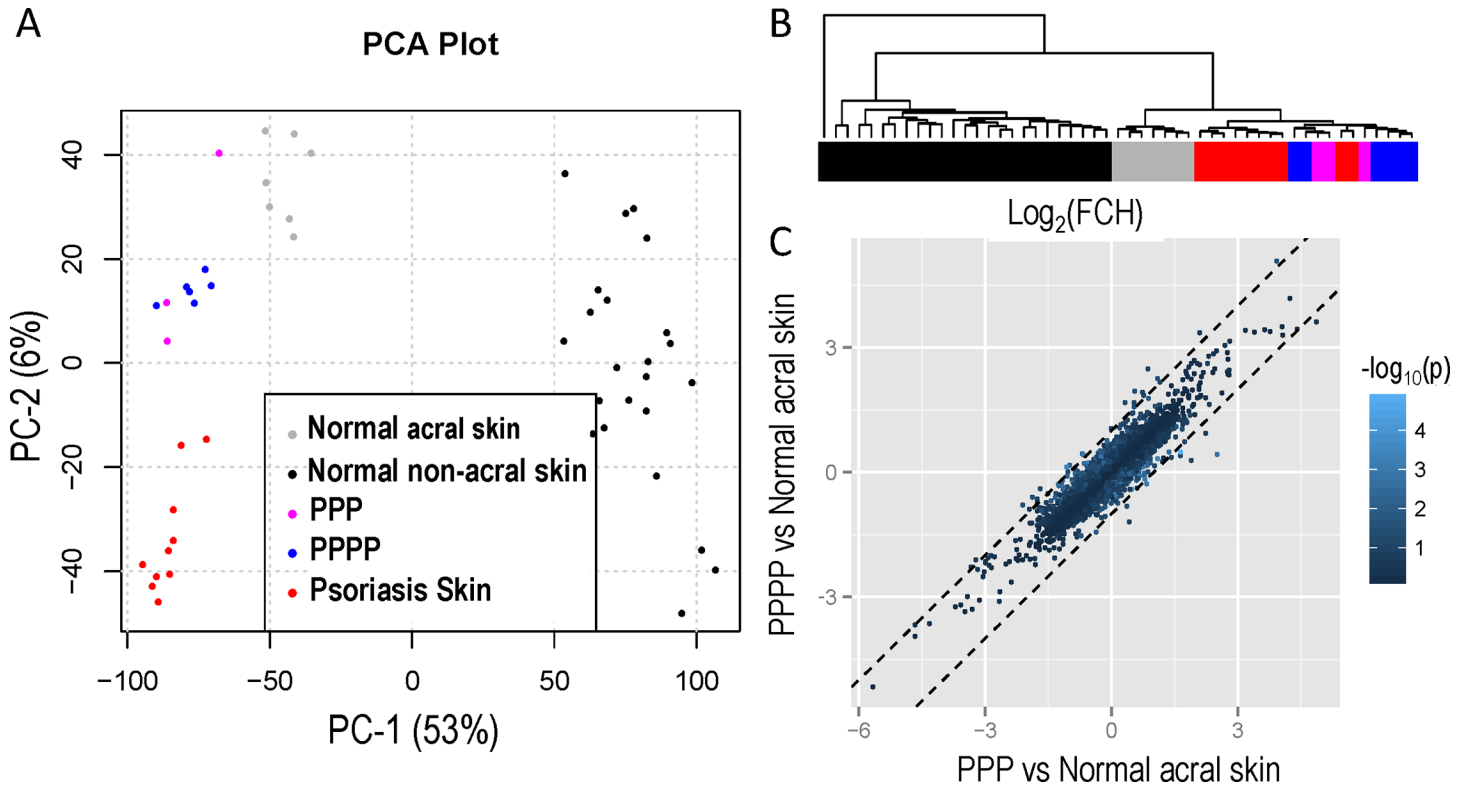 A
PCA Plot
PC-2 (6%)
40
20
0
−20
−40
Normal acral skin
Normal non-acral skin
PPP
PPPP
Psoriasis Skin
−100
−50
0
50
100
PC-1 (53%)
B
Log₂(FCH)
C
PPPP vs Normal acral skin
3
0
-3
−6
−3
0
3
PPP vs Normal acral skin
-log₁₀(p)
4
3
2
1